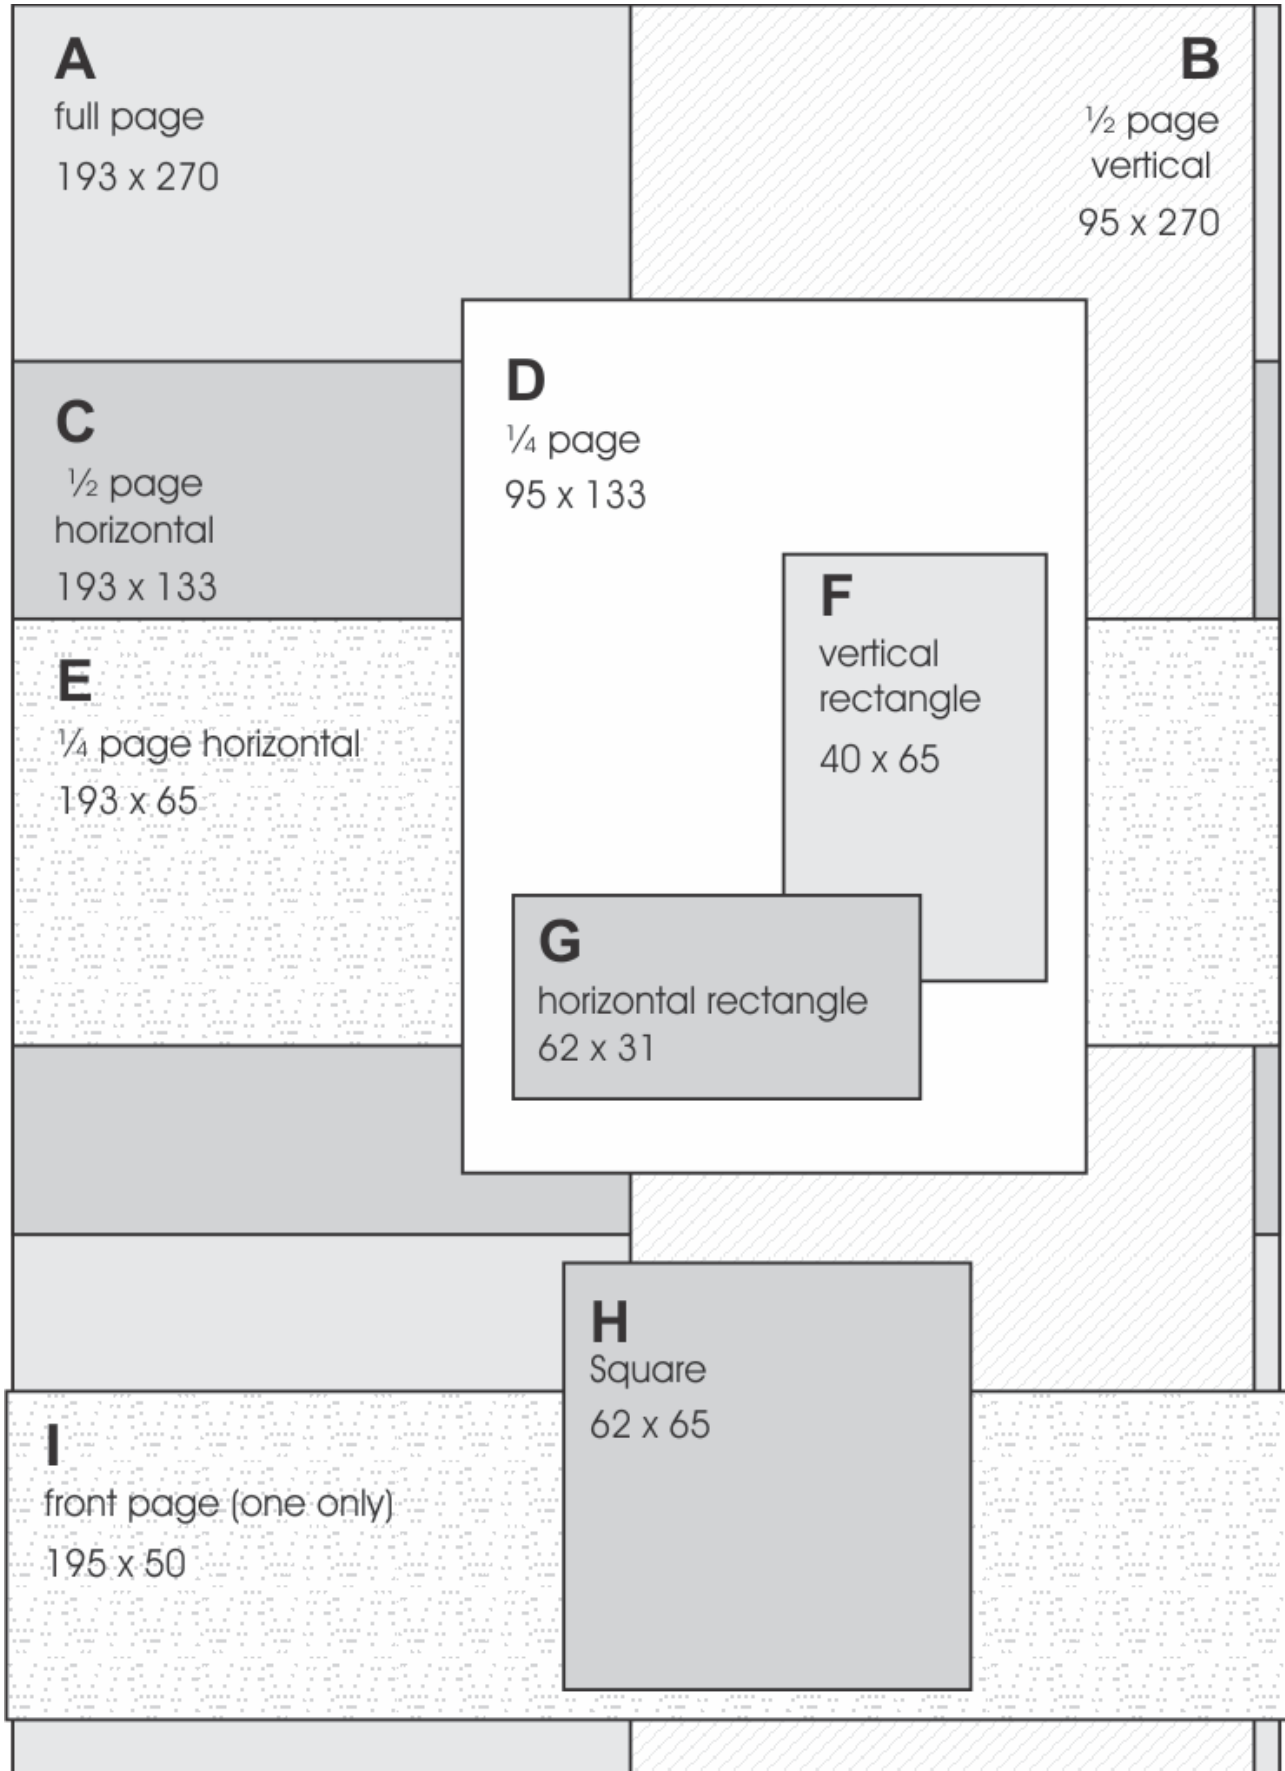 A
full page
193 x 270
B
½ page
vertical
95 x 270
C
½ page
horizontal
193 x 133
D
¼ page
95 x 133
E
¼ page horizontal
193 x 65
F
vertical
rectangle
40 x 65
G
horizontal rectangle
62 x 31
H
Square
62 x 65
I
front page (one only)
195 x 50